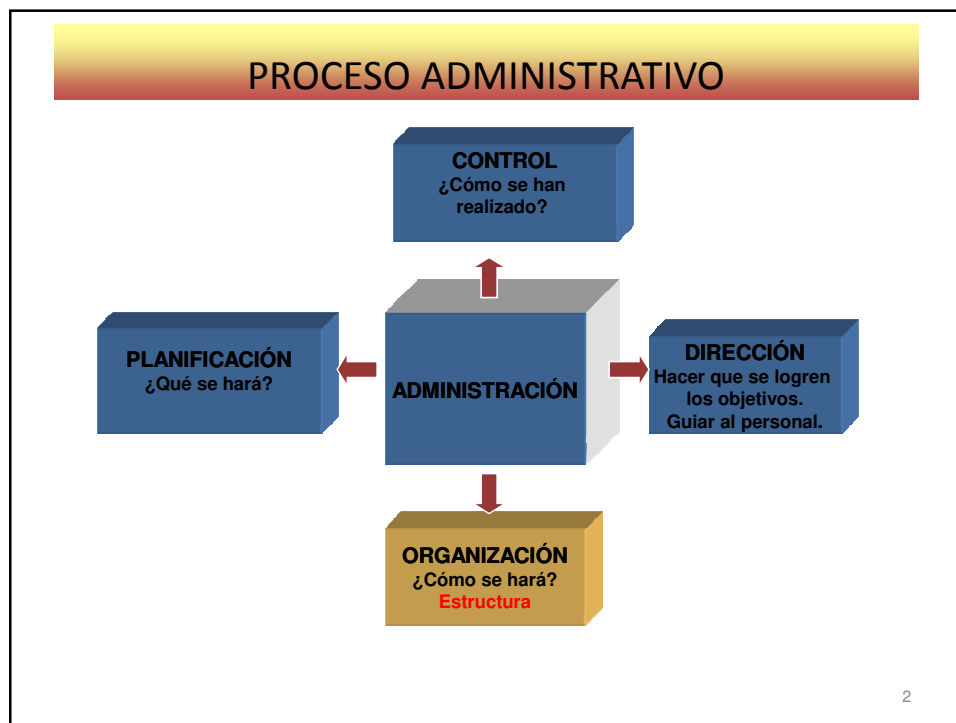 PROCESO ADMINISTRATIVO
CONTROL
¿Cómo se han
realizado?
PLANIFICACIÓN
¿Qué se hará?
ADMINISTRACIÓN
DIRECCIÓN
Hacer que se logren
los objetivos.
Guiar al personal.
ORGANIZACIÓN
¿Cómo se hará?
Estructura
2